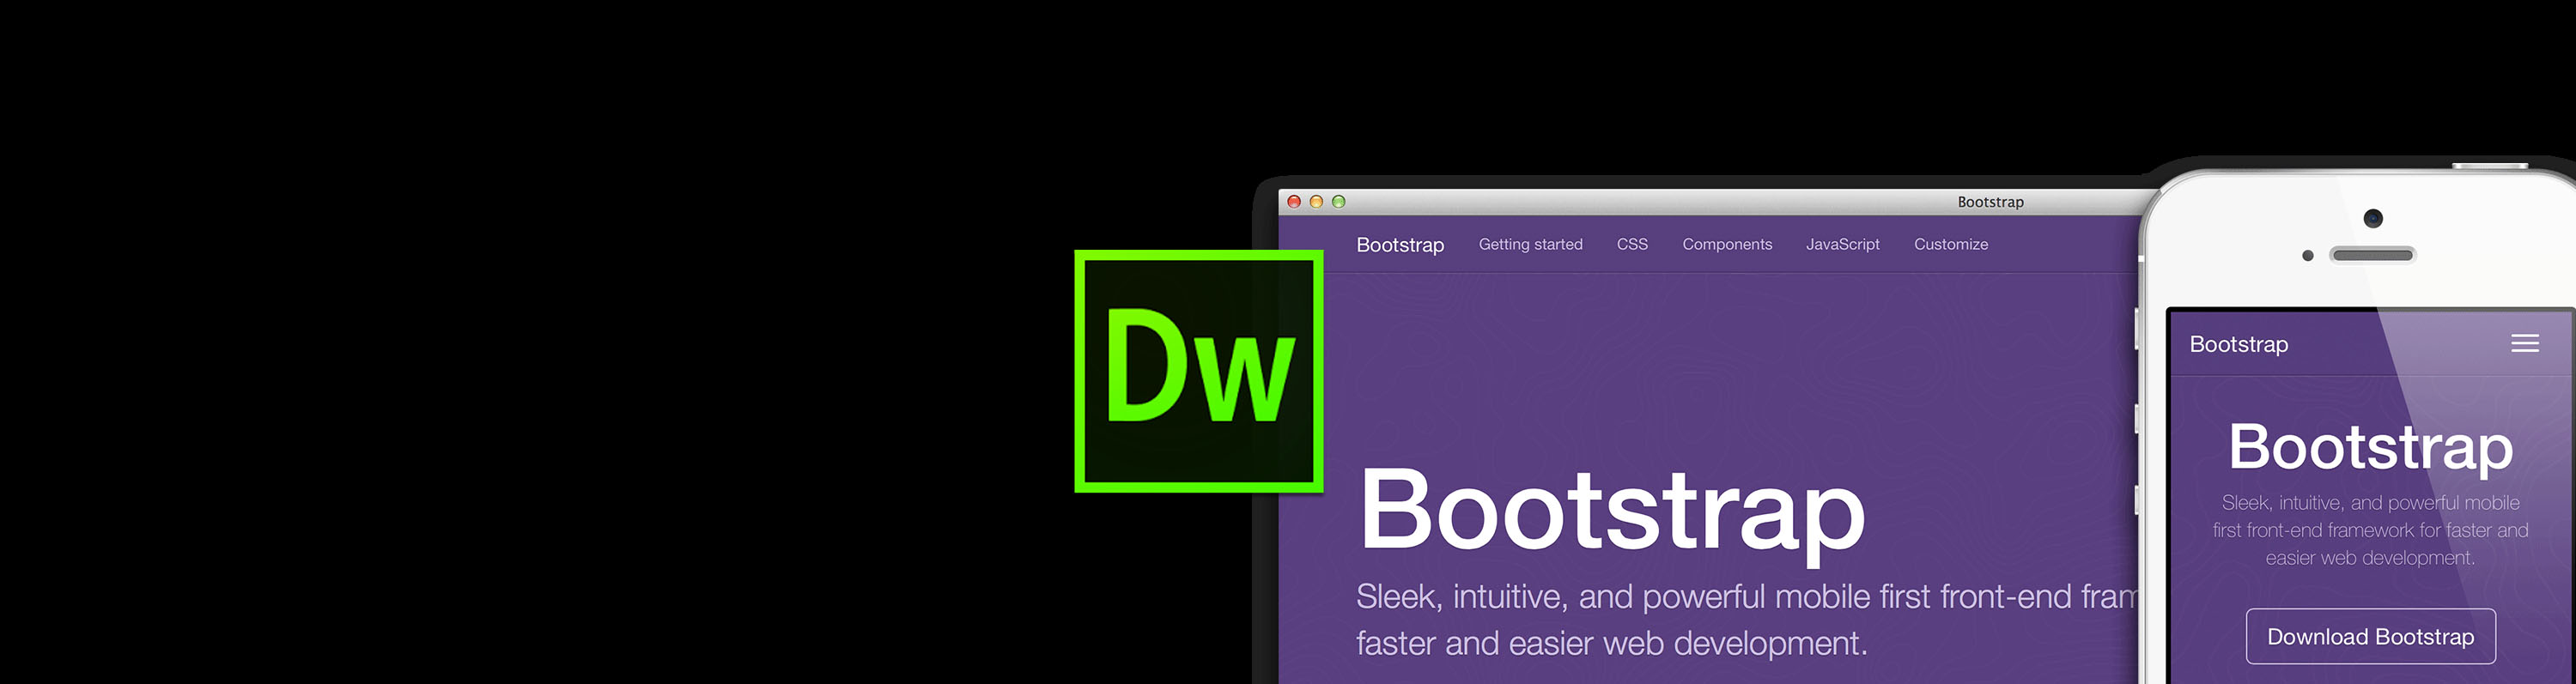 Bootstrap
Bootstrap Getting started CSS Components JavaScript Customize
Dw
Bootstrap
Sleek, intuitive, and powerful mobile first front-end fram
faster and easier web development.
Bootstrap
Bootstrap
Sleek, intuitive, and powerful mobile
first front-end framework for faster and
easier web development.
Download Bootstrap